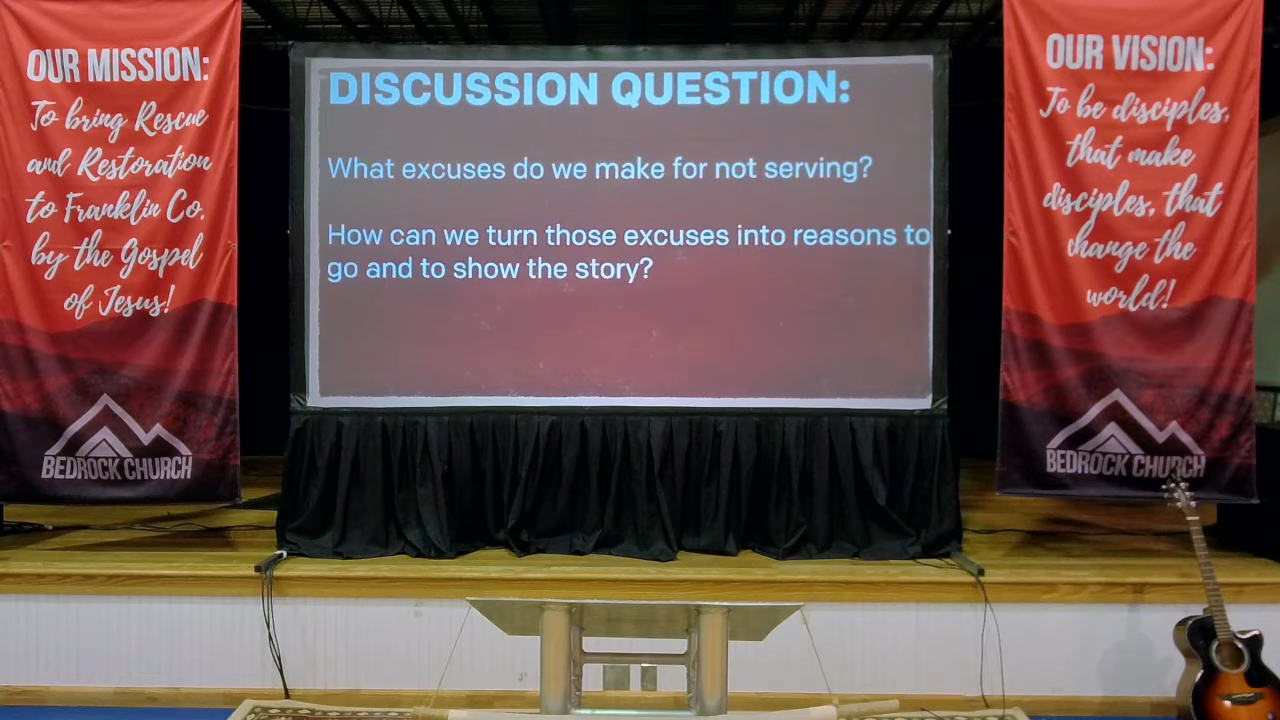 OUR MISSION:
To bring Rescue
and Restoration
to Franklin Co.
by the Gospel
of Jesus!
BEDROCK CHURCH
DISCUSSION QUESTION:
What excuses do we make for not serving?
How can we turn those excuses into reasons to
go and to show the story?
OUR VISION:
To be disciples,
that make
disciples, that
change the
world!
BEDROCK CHURCH